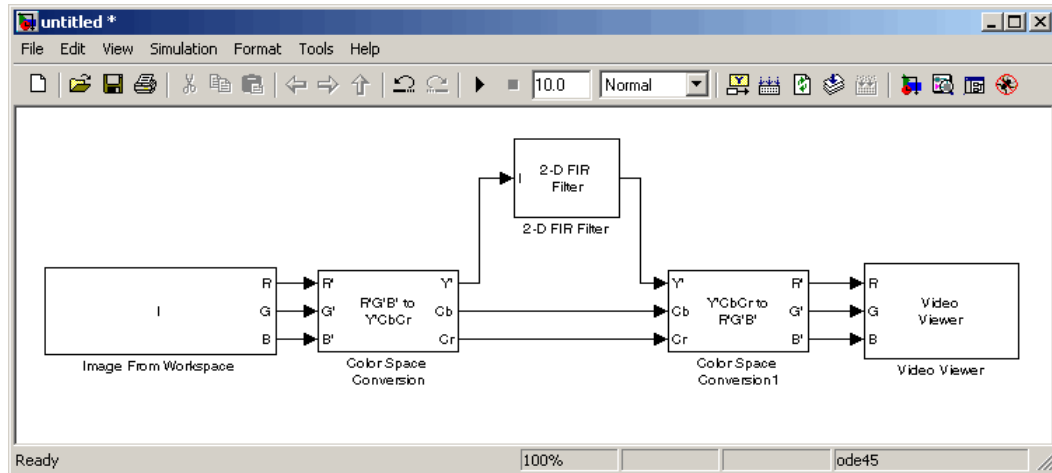 untitled *
File Edit View Simulation Format Tools Help
10.0 Normal
2-D FIR
Filter
I
2-D FIR Filter
I
R
G
B
Image From Workspace
R'
G'
B'
R'G'B' to
Y'CbCr
Y'
Cb
Cr
Color Space
Conversion
Y'
Cb
Cr
Y'CbCr to
R'G'B'
R'
G'
B'
Color Space
Conversion1
R
G
B
Video
Viewer
Video Viewer
Ready 100% ode45